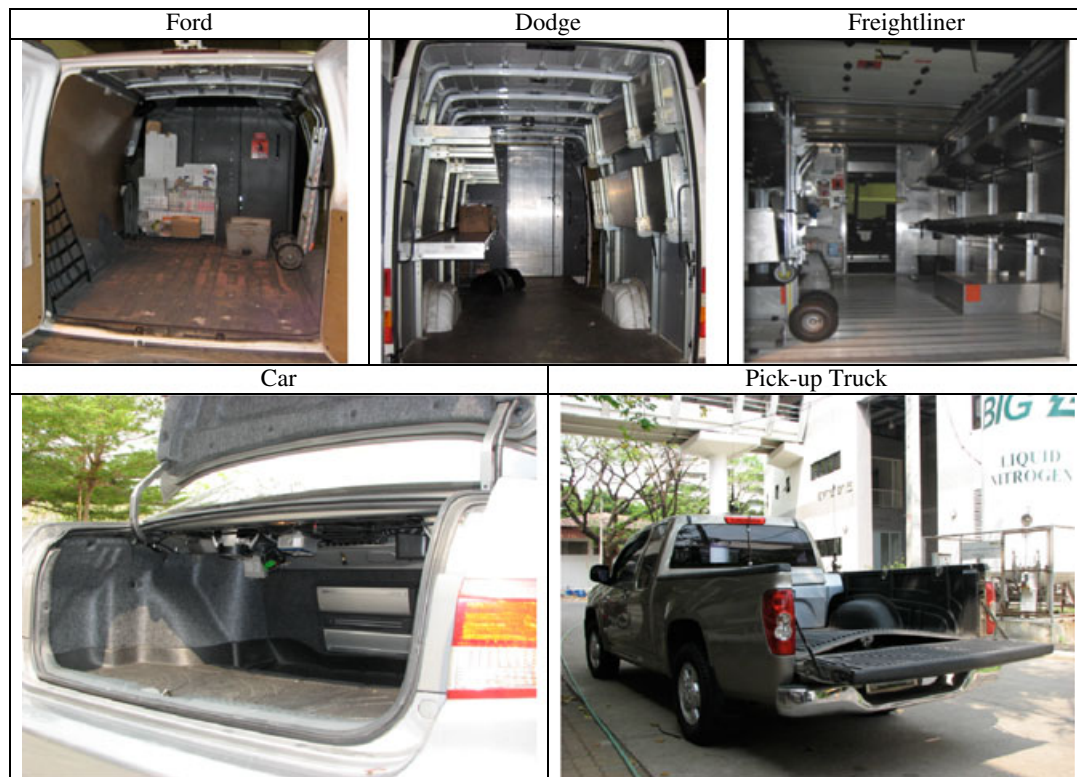 Ford
Dodge
Freightliner
Car
Pick-up Truck
BIG
LIQUID
NITROGEN